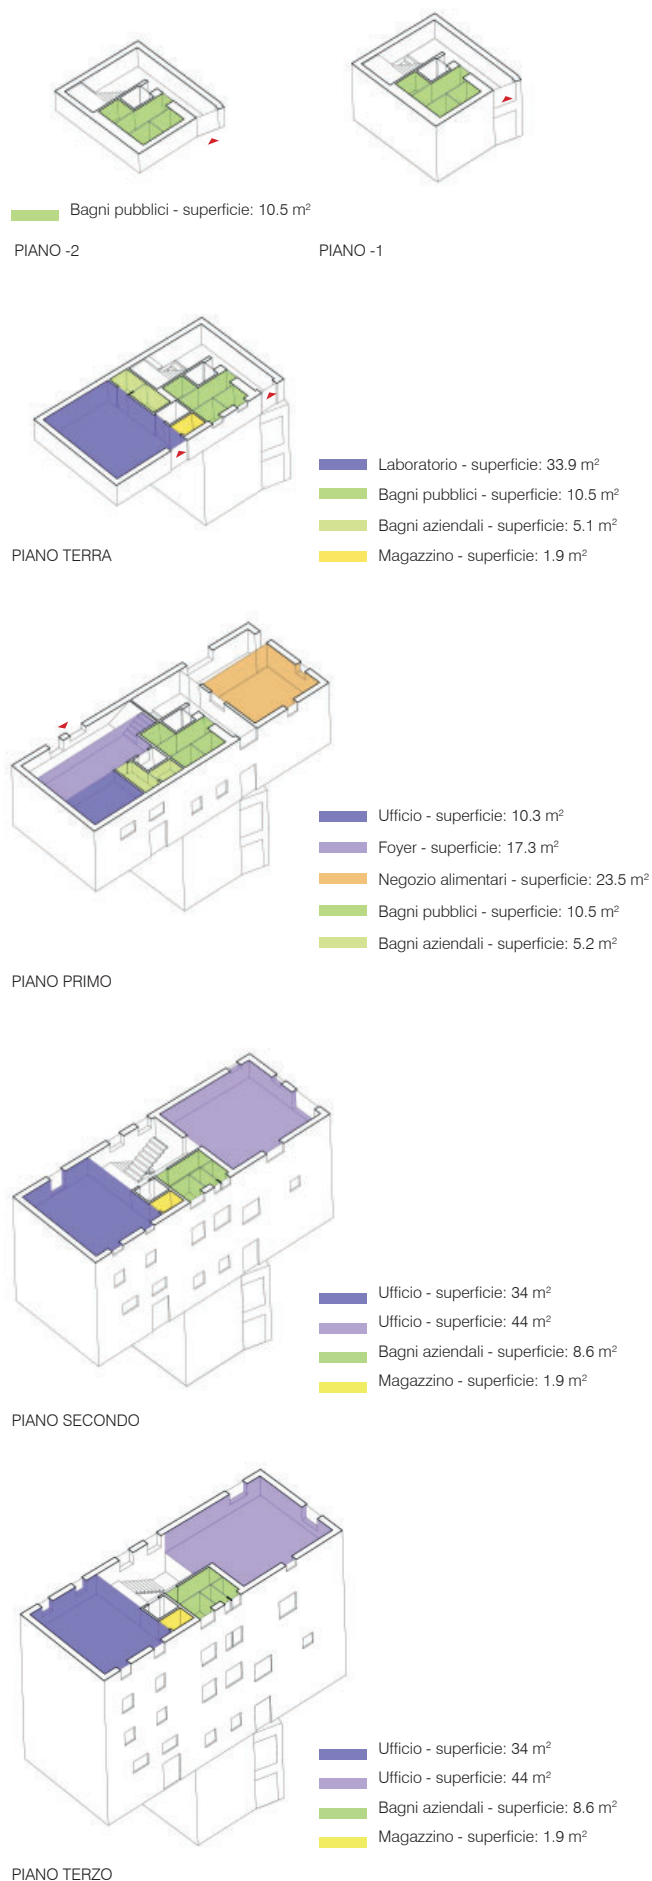 Bagni pubblici - superficie: 10.5 m²
PIANO -2
PIANO -1
Laboratorio - superficie: 33.9 m²
Bagni pubblici - superficie: 10.5 m²
Bagni aziendali - superficie: 5.1 m²
Magazzino - superficie: 1.9 m²
PIANO TERRA
Ufficio - superficie: 10.3 m²
Foyer - superficie: 17.3 m²
Negozio alimentari - superficie: 23.5 m²
Bagni pubblici - superficie: 10.5 m²
Bagni aziendali - superficie: 5.2 m²
PIANO PRIMO
Ufficio - superficie: 34 m²
Ufficio - superficie: 44 m²
Bagni aziendali - superficie: 8.6 m²
Magazzino - superficie: 1.9 m²
PIANO SECONDO
Ufficio - superficie: 34 m²
Ufficio - superficie: 44 m²
Bagni aziendali - superficie: 8.6 m²
Magazzino - superficie: 1.9 m²
PIANO TERZO